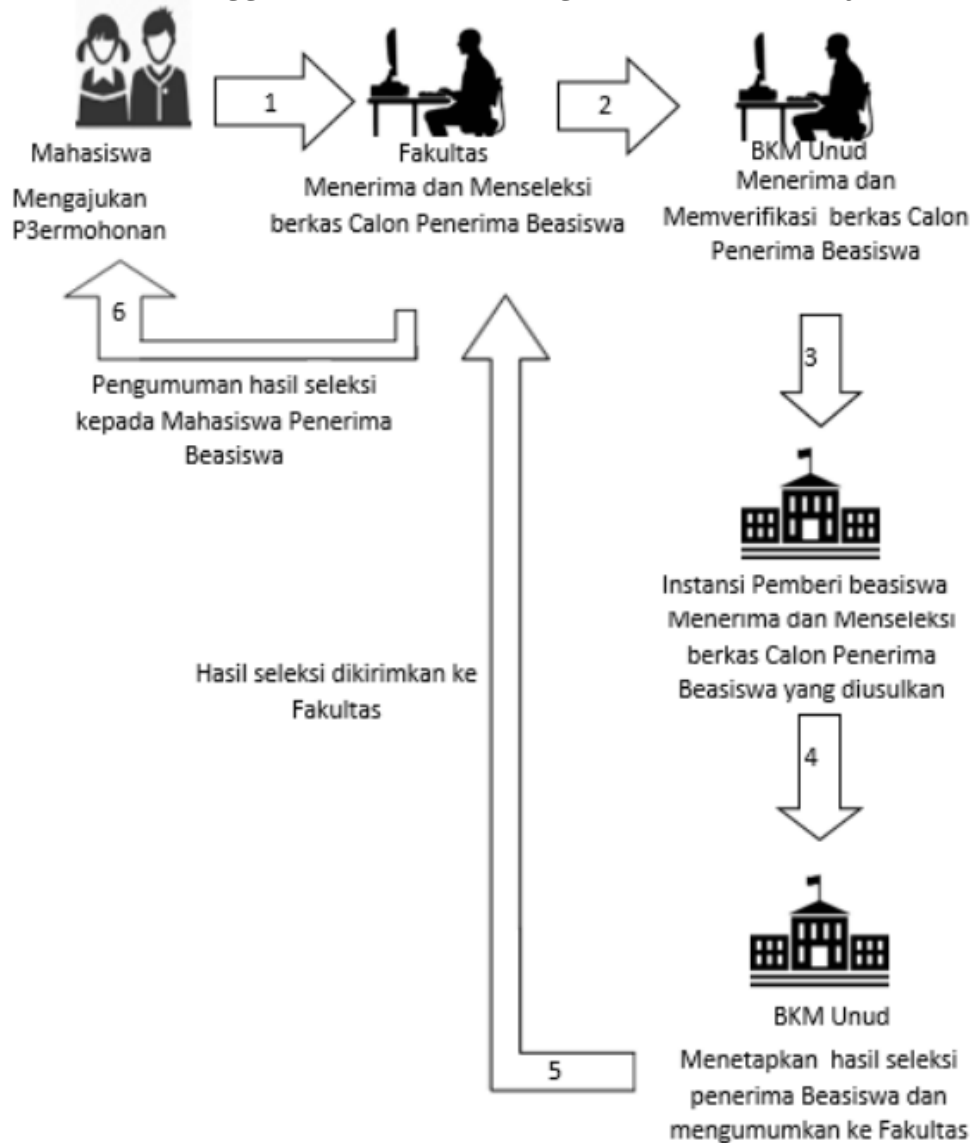 1
2
Mahasiswa
Mengajukan
P3ermohonan
Fakultas
Menerima dan Menseleksi
berkas Calon Penerima Beasiswa
BKM Unud
Menerima dan
Memverifikasi berkas Calon
Penerima Beasiswa
6
Pengumuman hasil seleksi
kepada Mahasiswa Penerima
Beasiswa
3
Instansi Pemberi beasiswa
Menerima dan Menseleksi
berkas Calon Penerima
Beasiswa yang diusulkan
Hasil seleksi dikirimkan ke
Fakultas
4
BKM Unud
5
Menetapkan hasil seleksi
penerima Beasiswa dan
mengumumkan ke Fakultas